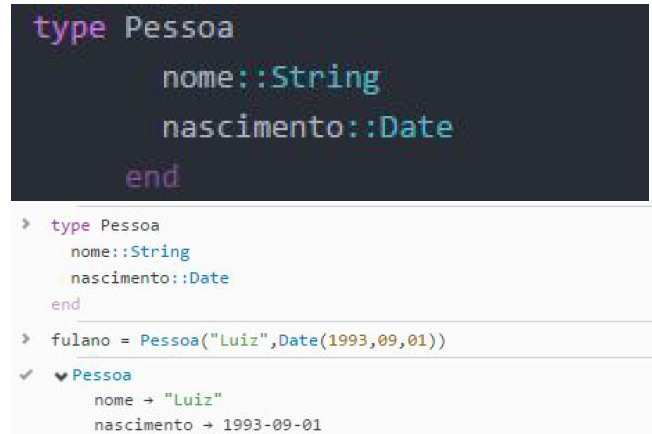 type Pessoa
nome::String
nascimento::Date
end
> type Pessoa
nome::String
nascimento::Date
end
> fulano = Pessoa("Luiz",Date(1993,09,01))
✓ ⌄ Pessoa
nome → "Luiz"
nascimento → 1993-09-01